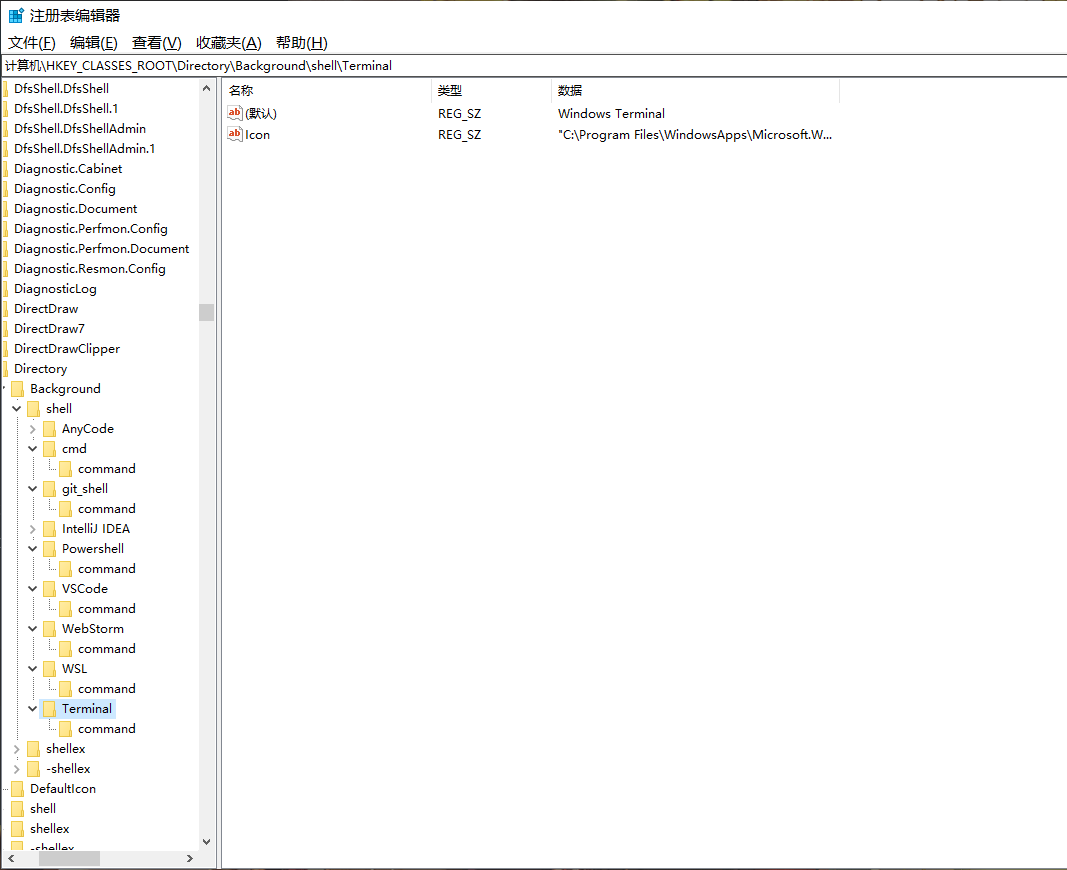 注册表编辑器
文件(F) 编辑(E) 查看(V) 收藏夹(A) 帮助(H)
计算机\HKEY_CLASSES_ROOT\Directory\Background\shell\Terminal
DfsShell.DfsShell
DfsShell.DfsShell.1
DfsShell.DfsShellAdmin
DfsShell.DfsShellAdmin.1
Diagnostic.Cabinet
Diagnostic.Config
Diagnostic.Document
Diagnostic.Perfmon.Config
Diagnostic.Perfmon.Document
Diagnostic.Resmon.Config
DiagnosticLog
DirectDraw
DirectDraw7
DirectDrawClipper
Directory
Background
shell
AnyCode
cmd
command
git_shell
command
IntelliJ IDEA
Powershell
command
VSCode
command
WebStorm
command
WSL
command
Terminal
command
shellex
-shellex
DefaultIcon
shell
shellex
-shellex
名称 类型 数据
ab (默认) REG_SZ Windows Terminal
ab Icon REG_SZ "C:\Program Files\WindowsApps\Microsoft.W...